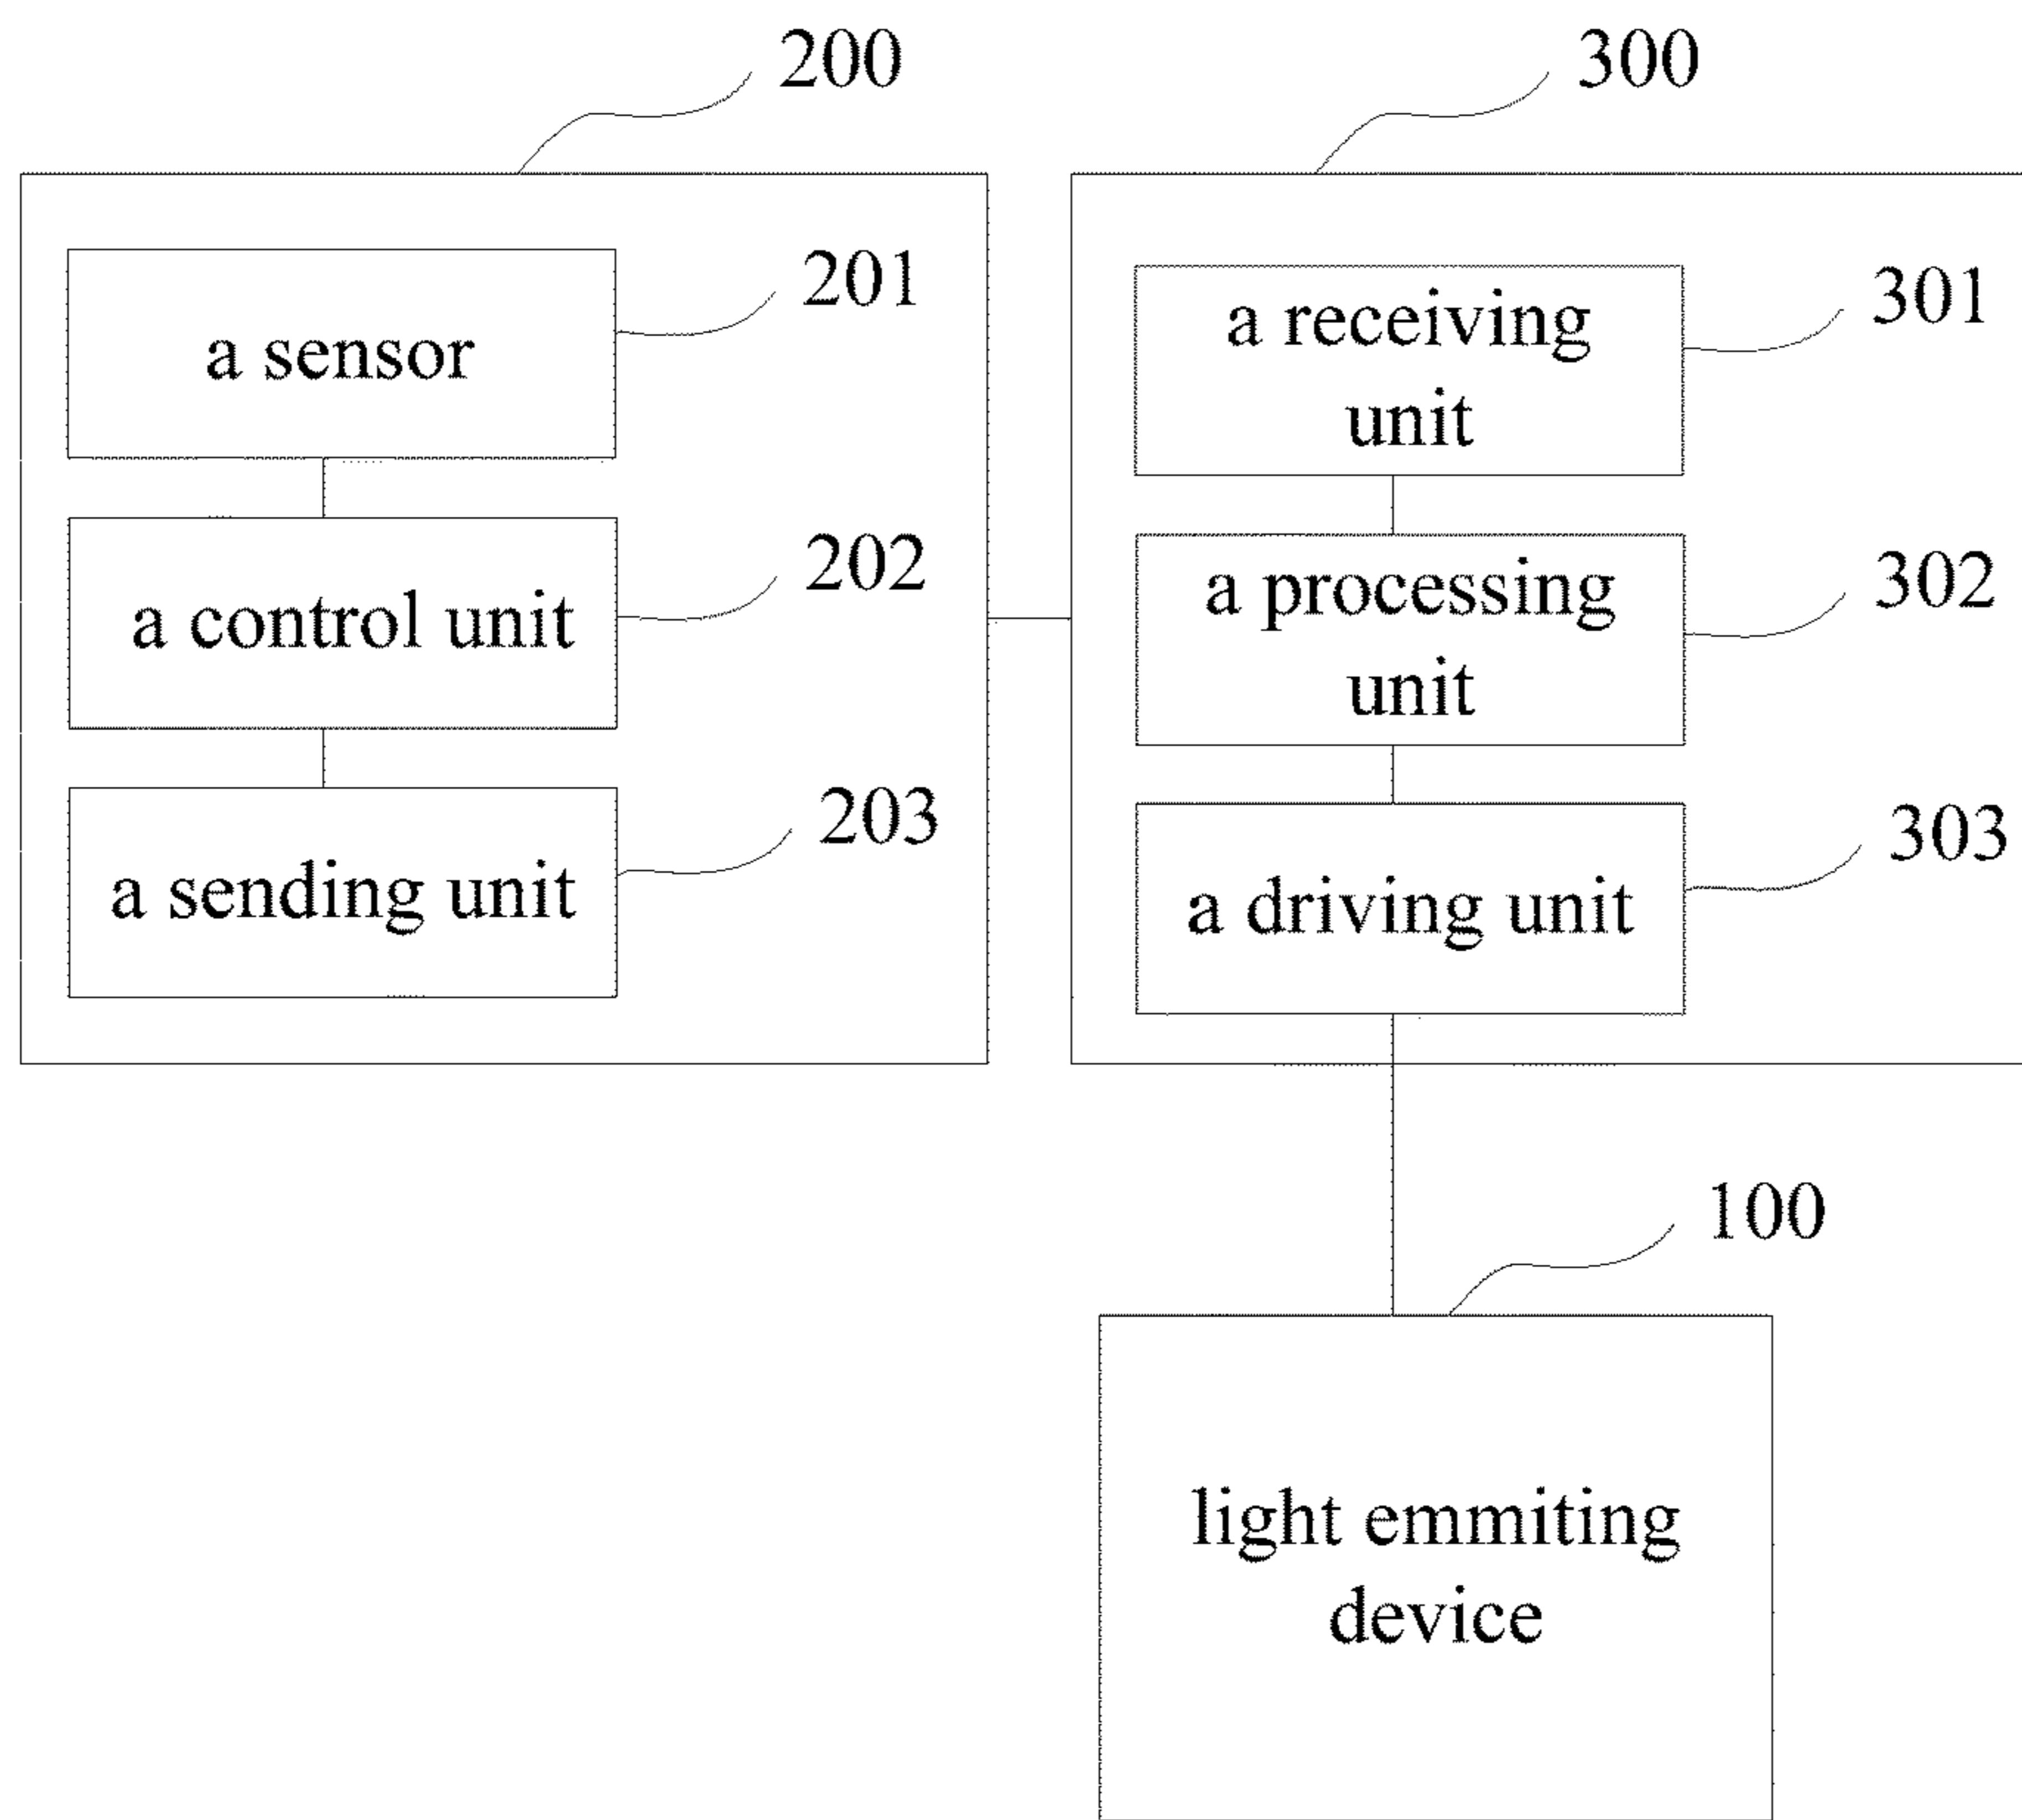 200
300
a sensor
201
a control unit
202
a sending unit
203
a receiving
unit
301
a processing
unit
302
a driving unit
303
100
light emmiting
device